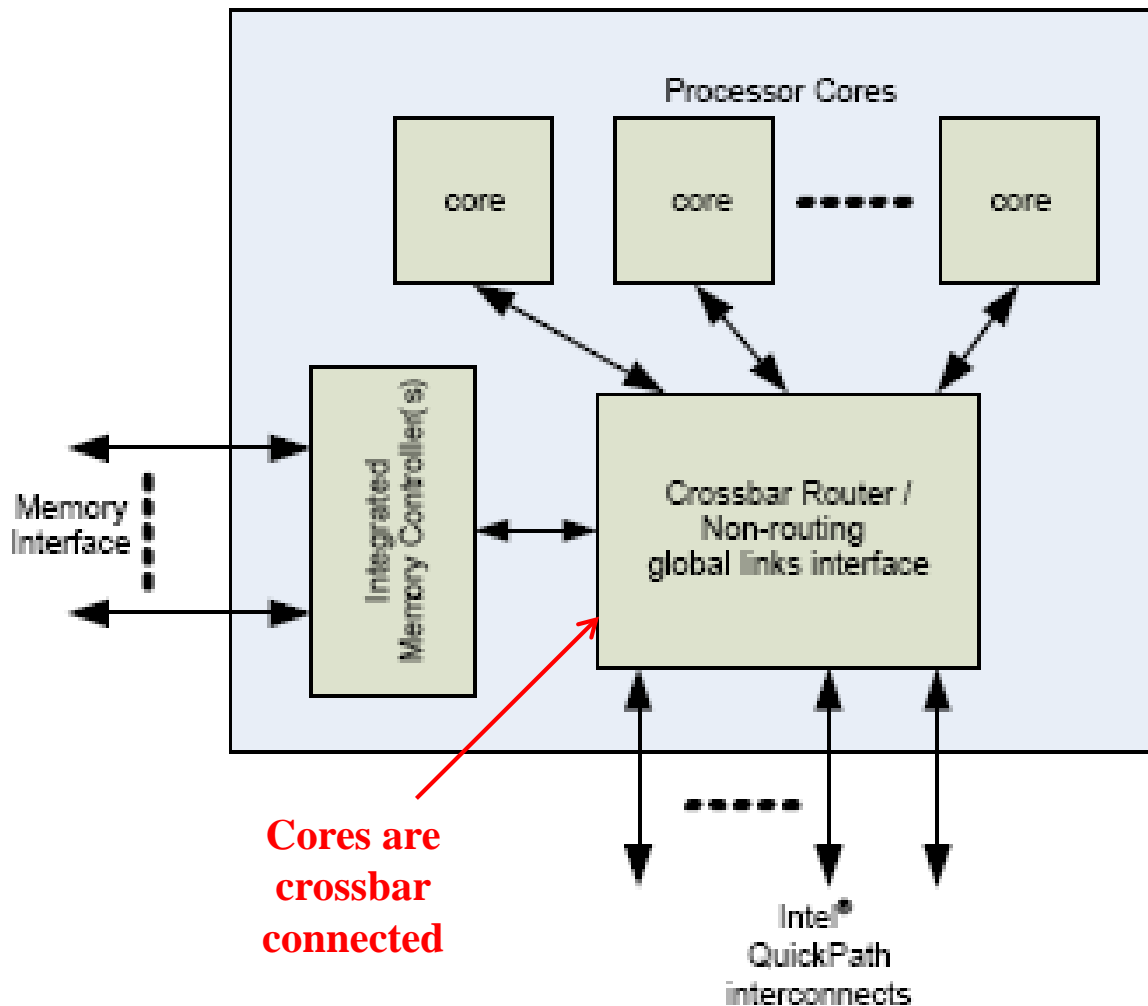 Processor Cores
core
core
core
Integrated
Memory Controller(s)
Memory
Interface
Crossbar Router /
Non-routing
global links interface
Cores are
crossbar
connected
Intel®
QuickPath
interconnects